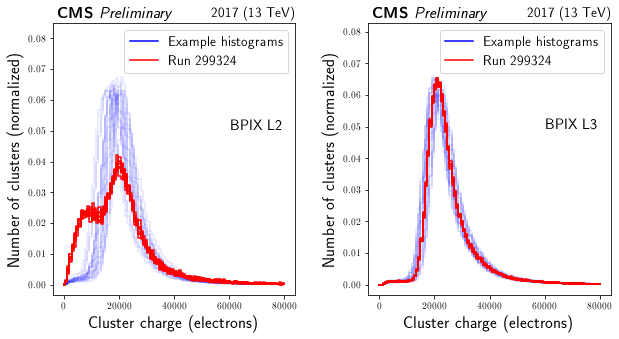 CMS Preliminary 2017 (13 TeV)
Number of clusters (normalized)
0.08
0.07
0.06
0.05
0.04
0.03
0.02
0.01
0.00
Example histograms
Run 299324
BPIX L2
0 20000 40000 60000 80000
Cluster charge (electrons)
CMS Preliminary 2017 (13 TeV)
Number of clusters (normalized)
0.08
0.07
0.06
0.05
0.04
0.03
0.02
0.01
0.00
Example histograms
Run 299324
BPIX L3
0 20000 40000 60000 80000
Cluster charge (electrons)